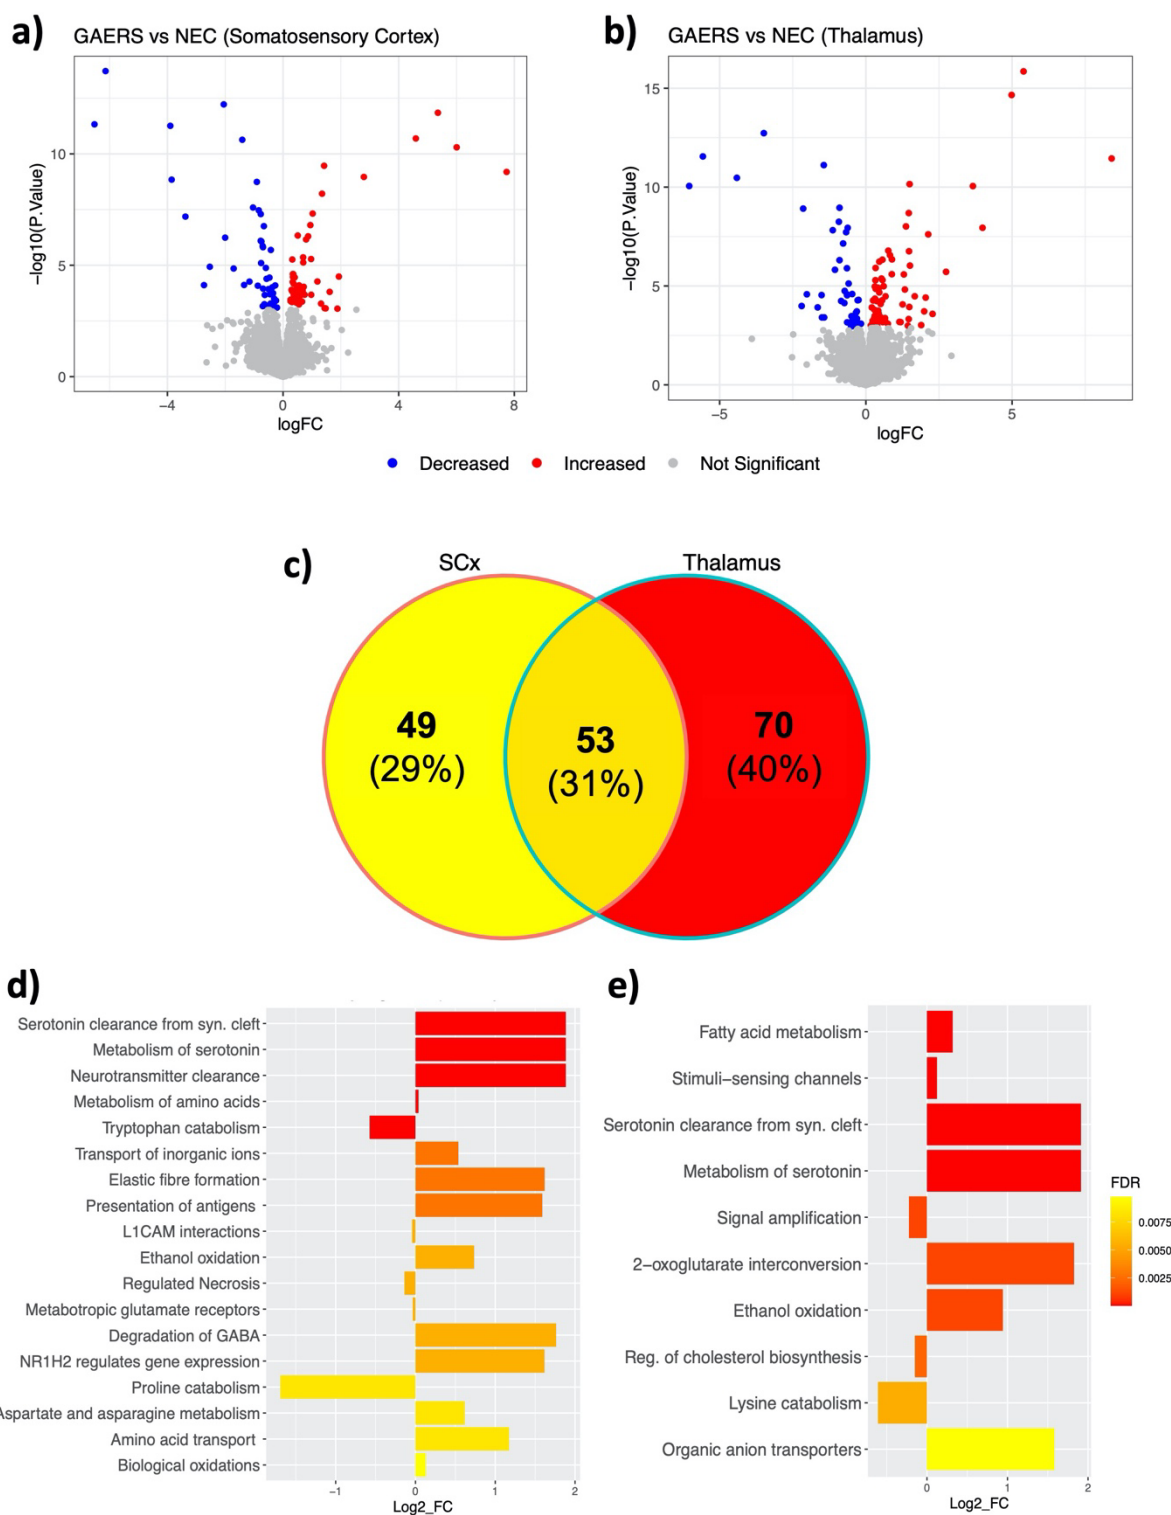 a)
GAERS vs NEC (Somatosensory Cortex)
−log10(P.Value)
10
5
0
−4
0
4
8
logFC
b)
GAERS vs NEC (Thalamus)
−log10(P.Value)
15
10
5
0
−5
0
5
logFC
Decreased
Increased
Not Significant
c)
SCx
Thalamus
49
(29%)
53
(31%)
70
(40%)
d)
Serotonin clearance from syn. cleft
Metabolism of serotonin
Neurotransmitter clearance
Metabolism of amino acids
Tryptophan catabolism
Transport of inorganic ions
Elastic fibre formation
Presentation of antigens
L1CAM interactions
Ethanol oxidation
Regulated Necrosis
Metabotropic glutamate receptors
Degradation of GABA
NR1H2 regulates gene expression
Proline catabolism
Aspartate and asparagine metabolism
Amino acid transport
Biological oxidations
−1
0
1
2
Log2_FC
e)
Fatty acid metabolism
Stimuli−sensing channels
Serotonin clearance from syn. cleft
Metabolism of serotonin
Signal amplification
2−oxoglutarate interconversion
Ethanol oxidation
Reg. of cholesterol biosynthesis
Lysine catabolism
Organic anion transporters
0
1
2
Log2_FC
FDR
0.0075
0.0050
0.0025